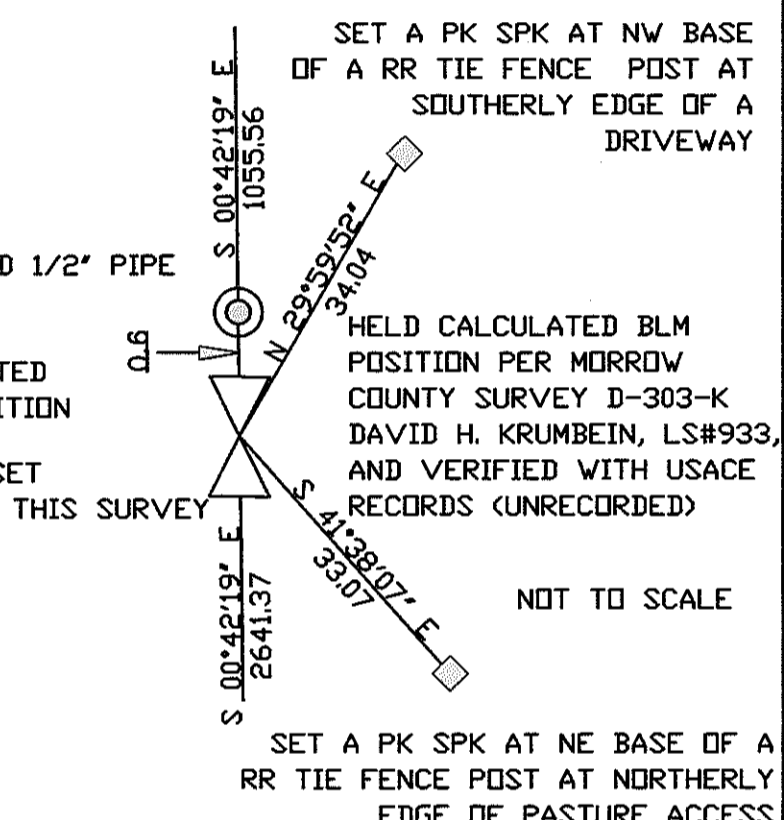 SET A PK SPK AT NW BASE
OF A RR TIE FENCE POST AT
SOUTHERLY EDGE OF A
DRIVEWAY
S 00°42'19" E
1055.56
N 29°59'52" E
34.04
D 1/2" PIPE
0.6
TED
ITION
SET
THIS SURVEY
HELD CALCULATED BLM
POSITION PER MORROW
COUNTY SURVEY D-303-K
DAVID H. KRUMBEIN, LS#933,
AND VERIFIED WITH USACE
RECORDS (UNRECORDED)
S 41°38'07" E
33.07
NOT TO SCALE
S 00°42'19" E
2641.37
SET A PK SPK AT NE BASE OF A
RR TIE FENCE POST AT NORTHERLY
EDGE OF PASTURE ACCESS